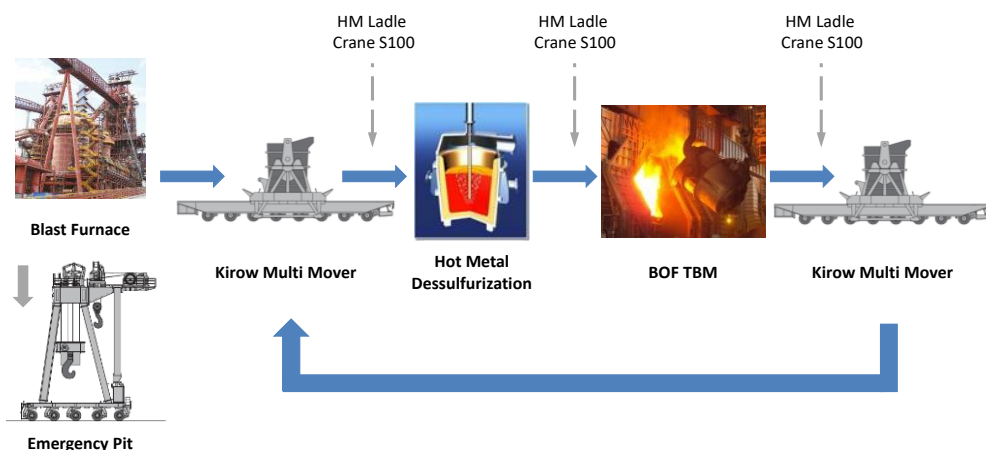 HM Ladle
Crane S100
HM Ladle
Crane S100
HM Ladle
Crane S100
Blast Furnace
Kirow Multi Mover
Hot Metal
Dessulfurization
BOF TBM
Kirow Multi Mover
Emergency Pit